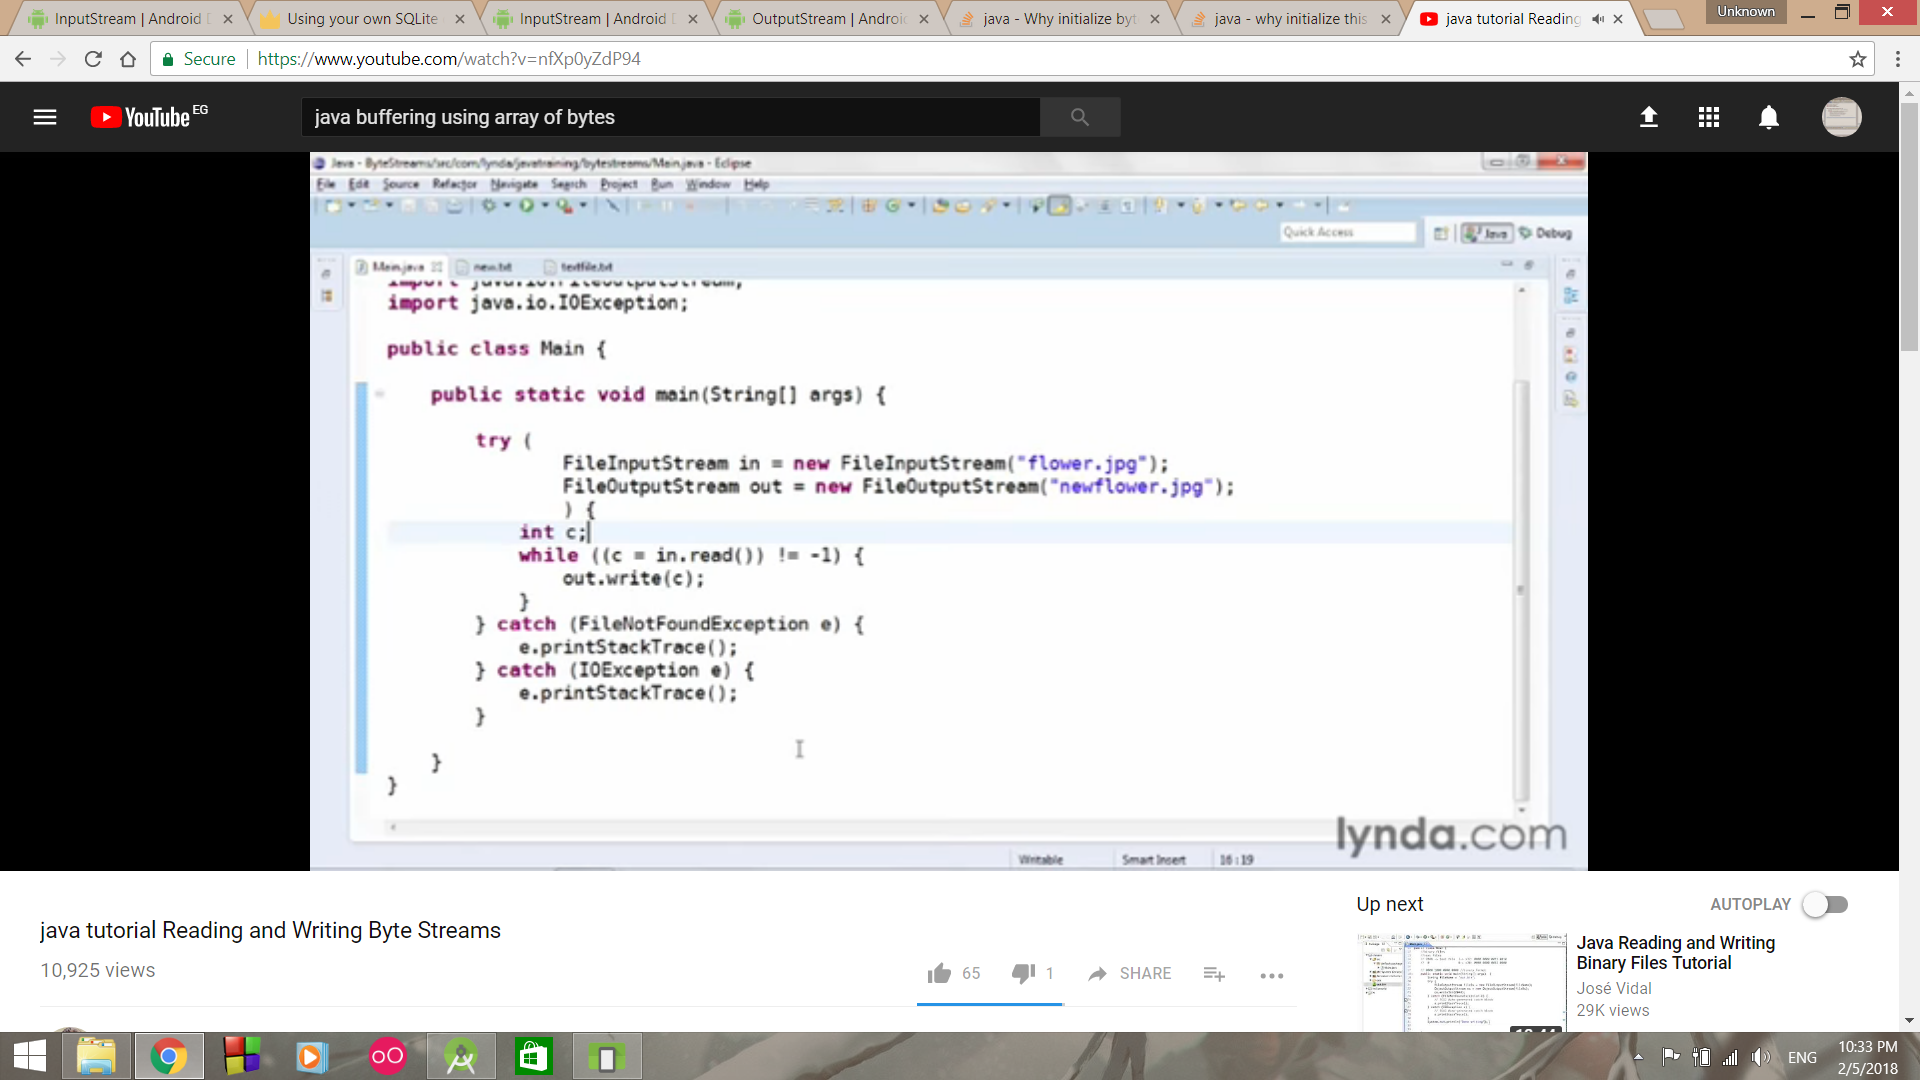 InputStream | Android D
Using your own SQLite
InputStream | Android D
OutputStream | Androi
java - Why initialize byt
java - why initialize this
java tutorial Reading
Unknown
Secure
https://www.youtube.com/watch?v=nfXp0yZdP94
YouTube EG
java buffering using array of bytes
Java - ByteStreams/src/com/lynda/javatraining/bytestreams/Main.java - Eclipse
File Edit Source Refactor Navigate Search Project Run Window Help
Quick Access
Java
Debug
Main.java
new.txt
textfile.txt
import java.io.FileOutputStream;
import java.io.IOException;
public class Main {
public static void main(String[] args) {
try (
FileInputStream in = new FileInputStream("flower.jpg");
FileOutputStream out = new FileOutputStream("newflower.jpg");
) {
int c;
while ((c = in.read()) != -1) {
out.write(c);
}
} catch (FileNotFoundException e) {
e.printStackTrace();
} catch (IOException e) {
e.printStackTrace();
}
}
}
lynda.com
Writable
Smart Insert
16 : 19
java tutorial Reading and Writing Byte Streams
10,925 views
65
1
SHARE
Up next
AUTOPLAY
Java Reading and Writing
Binary Files Tutorial
José Vidal
29K views
ENG
10:33 PM
2/5/2018